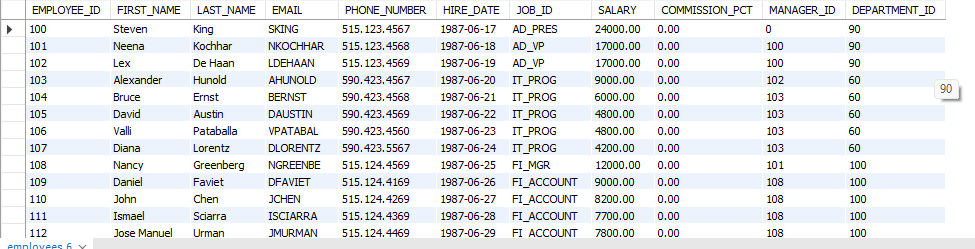 EMPLOYEE_ID FIRST_NAME LAST_NAME EMAIL PHONE_NUMBER HIRE_DATE JOB_ID SALARY COMMISSION_PCT MANAGER_ID DEPARTMENT_ID
100 Steven King SKING 515.123.4567 1987-06-17 AD_PRES 24000.00 0.00 0 90
101 Neena Kochhar NKOCHHAR 515.123.4568 1987-06-18 AD_VP 17000.00 0.00 100 90
102 Lex De Haan LDEHAAN 515.123.4569 1987-06-19 AD_VP 17000.00 0.00 100 90
103 Alexander Hunold AHUNOLD 590.423.4567 1987-06-20 IT_PROG 9000.00 0.00 102 60
104 Bruce Ernst BERNST 590.423.4568 1987-06-21 IT_PROG 6000.00 0.00 103 60
90
105 David Austin DAUSTIN 590.423.4569 1987-06-22 IT_PROG 4800.00 0.00 103 60
106 Valli Pataballa VPATABAL 590.423.4560 1987-06-23 IT_PROG 4800.00 0.00 103 60
107 Diana Lorentz DLORENTZ 590.423.5567 1987-06-24 IT_PROG 4200.00 0.00 103 60
108 Nancy Greenberg NGREENBE 515.124.4569 1987-06-25 FI_MGR 12000.00 0.00 101 100
109 Daniel Faviet DFAVIET 515.124.4169 1987-06-26 FI_ACCOUNT 9000.00 0.00 108 100
110 John Chen JCHEN 515.124.4269 1987-06-27 FI_ACCOUNT 8200.00 0.00 108 100
111 Ismael Sciarra ISCIARRA 515.124.4369 1987-06-28 FI_ACCOUNT 7700.00 0.00 108 100
112 Jose Manuel Urman JMURMAN 515.124.4469 1987-06-29 FI_ACCOUNT 7800.00 0.00 108 100
employees 6